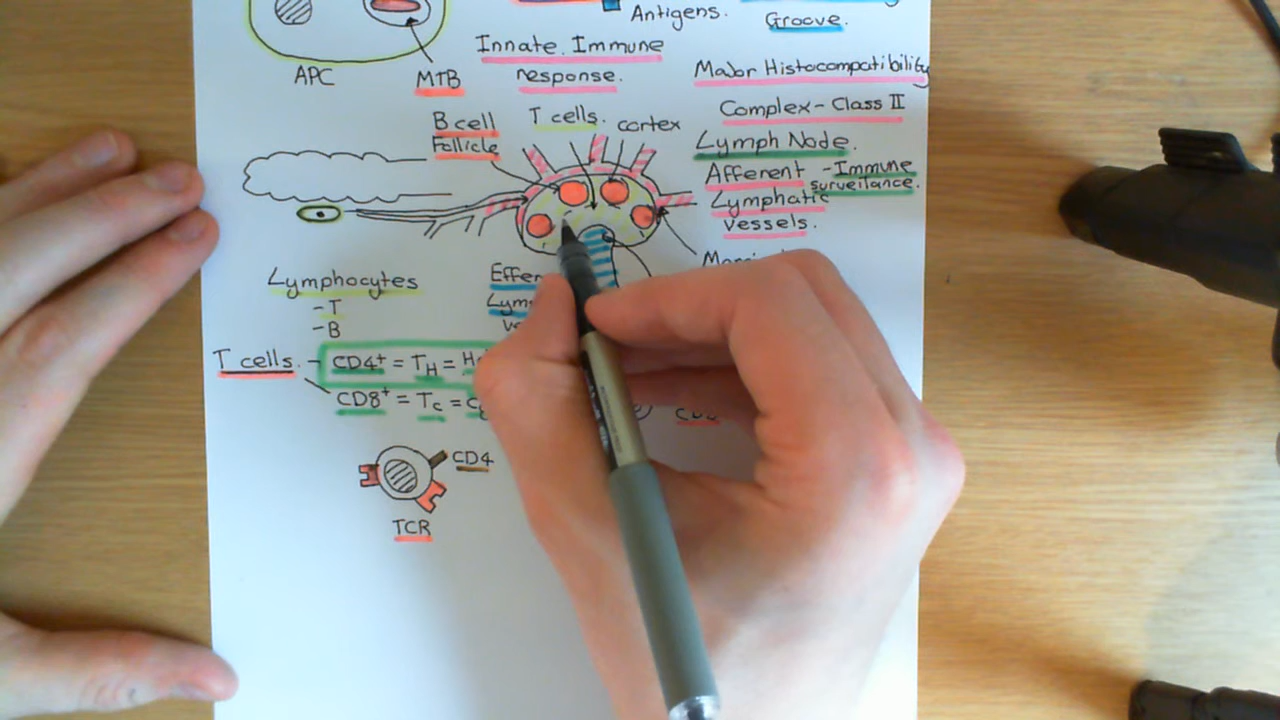 Antigens.
Groove.
APC
MTB
Innate Immune
response.
Major Histocompatibility
Complex - Class II
B cell
Follicle
T cells.
cortex
Lymph Node.
Afferent - Immune
surveilance.
Lymphatic
vessels.
Lymphocytes
- T
- B
T cells. - CD4+ = TH =
CD8+ = Tc =
CD4
TCR